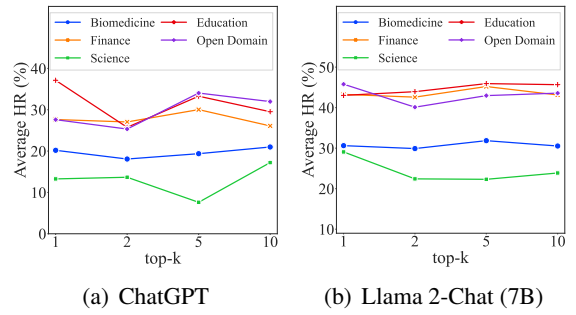 Biomedicine
Finance
Science
Education
Open Domain
Average HR (%)
40
30
20
10
0
1 2 5 10
top-k
(a) ChatGPT
Biomedicine
Finance
Science
Education
Open Domain
Average HR (%)
50
40
30
20
10
1 2 5 10
top-k
(b) Llama 2-Chat (7B)